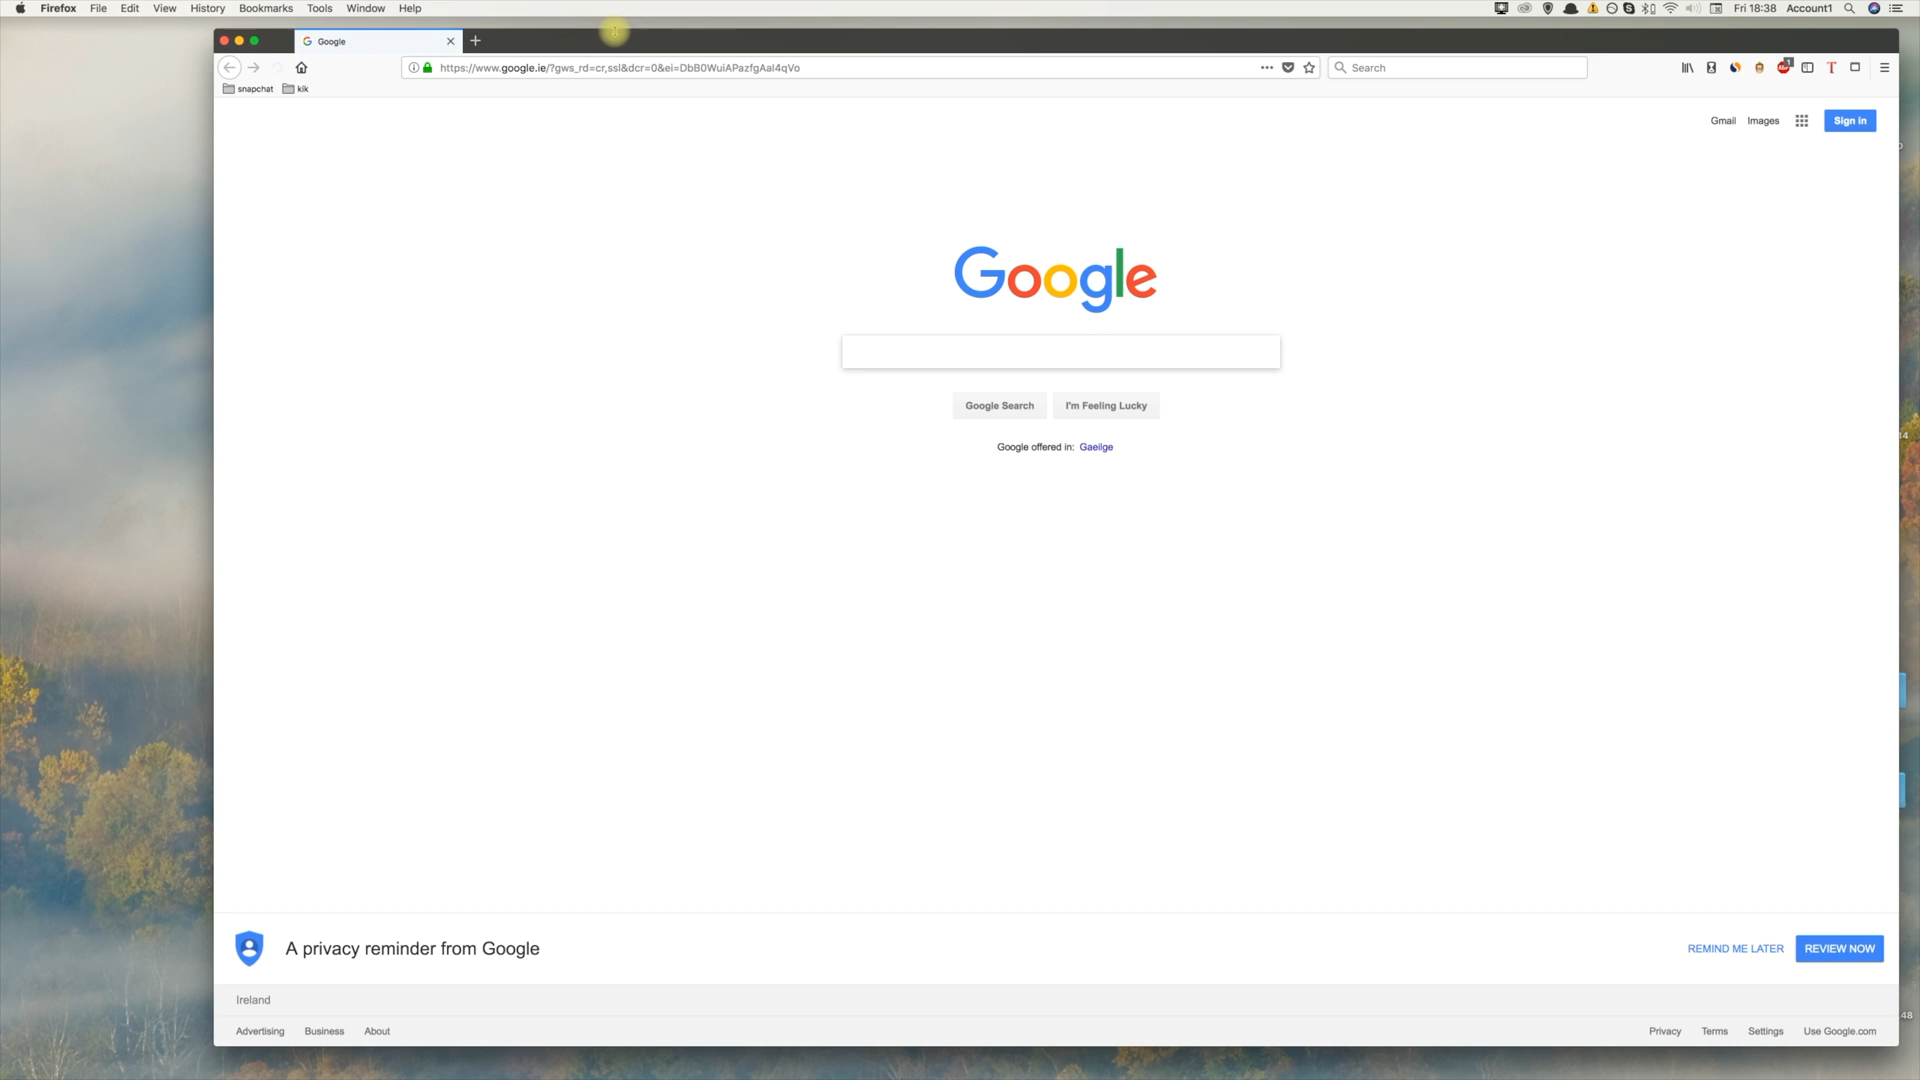 Firefox File Edit View History Bookmarks Tools Window Help Fri 18:38 Account1
Google
https://www.google.ie/?gws_rd=cr,ssl&dcr=0&ei=DbB0WuiAPazfgAaI4qVo Search
snapchat kik
Gmail Images Sign in
Google
Google Search I'm Feeling Lucky
Google offered in: Gaeilge
A privacy reminder from Google REMIND ME LATER REVIEW NOW
Ireland
Advertising Business About Privacy Terms Settings Use Google.com